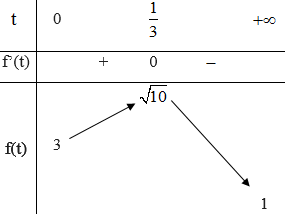 t 0 1/3 +∞
f'(t) + 0 −
√10
f(t) 3
1